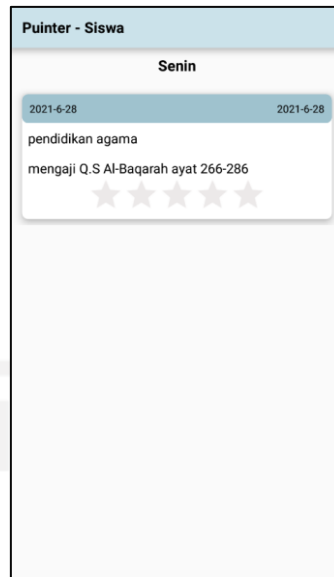 Puinter - Siswa
Senin
2021-6-28 2021-6-28
pendidikan agama
mengaji Q.S Al-Baqarah ayat 266-286